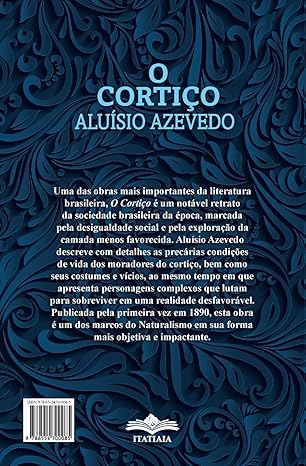 O
CORTIÇO
ALUÍSIO AZEVEDO
Uma das obras mais importantes da literatura
brasileira, O Cortiço é um notável retrato
da sociedade brasileira da época, marcada
pela desigualdade social e pela exploração da
camada menos favorecida. Aluísio Azevedo
descreve com detalhes as precárias condições
de vida dos moradores do cortiço, bem como
seus costumes e vícios, ao mesmo tempo em que
apresenta personagens complexos que lutam
para sobreviver em uma realidade desfavorável.
Publicada pela primeira vez em 1890, esta obra
é um dos marcos do Naturalismo em sua forma
mais objetiva e impactante.
9 786554 700085
ITATIAIA